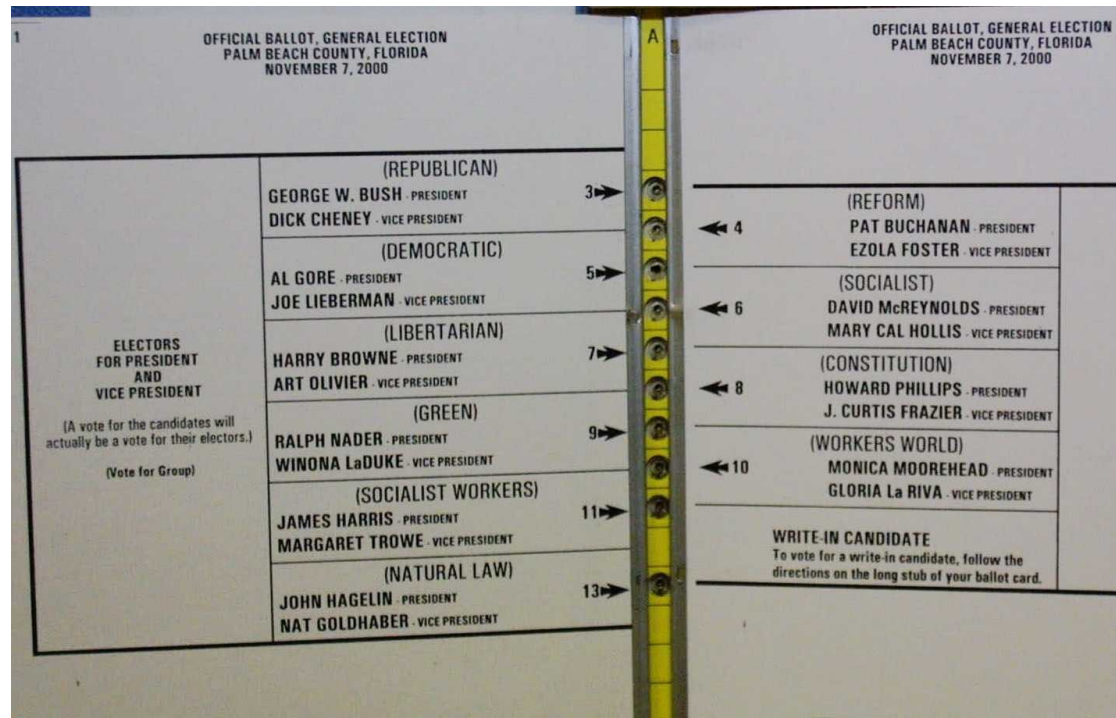 1
OFFICIAL BALLOT, GENERAL ELECTION
PALM BEACH COUNTY, FLORIDA
NOVEMBER 7, 2000
ELECTORS
FOR PRESIDENT
AND
VICE PRESIDENT
(A vote for the candidates will
actually be a vote for their electors.)
(Vote for Group)
(REPUBLICAN)
GEORGE W. BUSH - PRESIDENT
DICK CHENEY - VICE PRESIDENT
3
(DEMOCRATIC)
AL GORE - PRESIDENT
JOE LIEBERMAN - VICE PRESIDENT
5
(LIBERTARIAN)
HARRY BROWNE - PRESIDENT
ART OLIVIER - VICE PRESIDENT
7
(GREEN)
RALPH NADER - PRESIDENT
WINONA LaDUKE - VICE PRESIDENT
9
(SOCIALIST WORKERS)
JAMES HARRIS - PRESIDENT
MARGARET TROWE - VICE PRESIDENT
11
(NATURAL LAW)
JOHN HAGELIN - PRESIDENT
NAT GOLDHABER - VICE PRESIDENT
13
A
OFFICIAL BALLOT, GENERAL ELECTION
PALM BEACH COUNTY, FLORIDA
NOVEMBER 7, 2000
(REFORM)
4 PAT BUCHANAN - PRESIDENT
EZOLA FOSTER - VICE PRESIDENT
(SOCIALIST)
6 DAVID McREYNOLDS - PRESIDENT
MARY CAL HOLLIS - VICE PRESIDENT
(CONSTITUTION)
8 HOWARD PHILLIPS - PRESIDENT
J. CURTIS FRAZIER - VICE PRESIDENT
(WORKERS WORLD)
10 MONICA MOOREHEAD - PRESIDENT
GLORIA La RIVA - VICE PRESIDENT
WRITE-IN CANDIDATE
To vote for a write-in candidate, follow the
directions on the long stub of your ballot card.